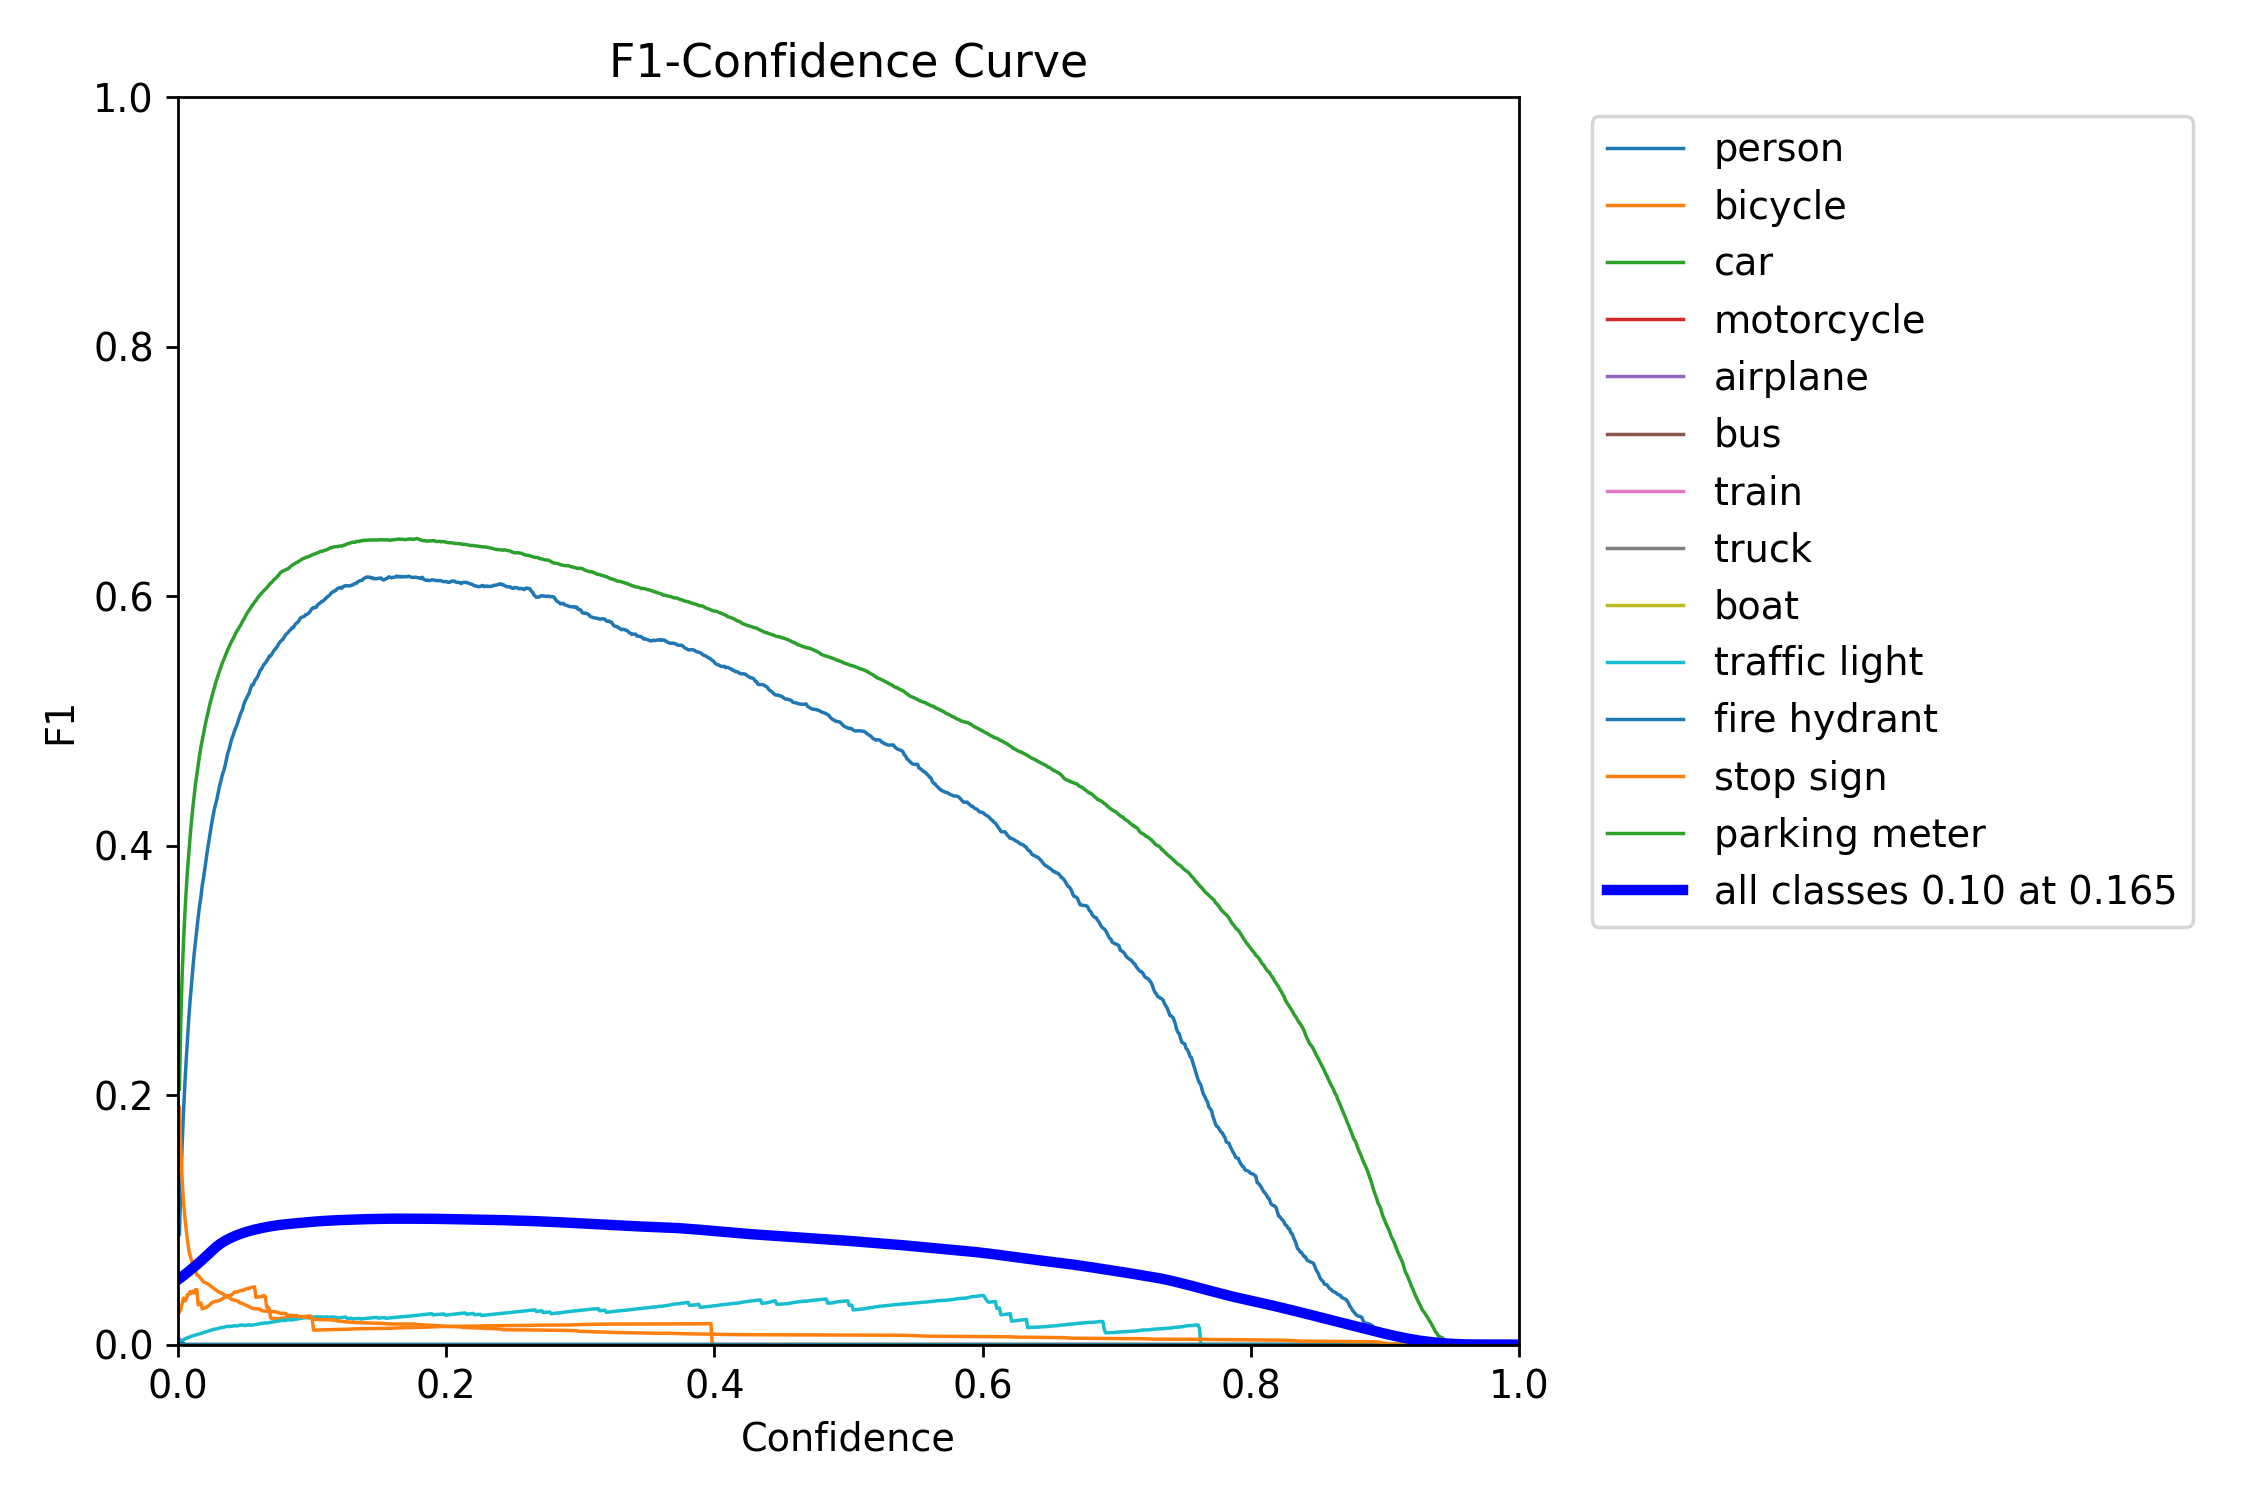 F1-Confidence Curve
1.0
0.8
0.6
0.4
0.2
0.0
F1
0.0 0.2 0.4 0.6 0.8 1.0
Confidence
person
bicycle
car
motorcycle
airplane
bus
train
truck
boat
traffic light
fire hydrant
stop sign
parking meter
all classes 0.10 at 0.165